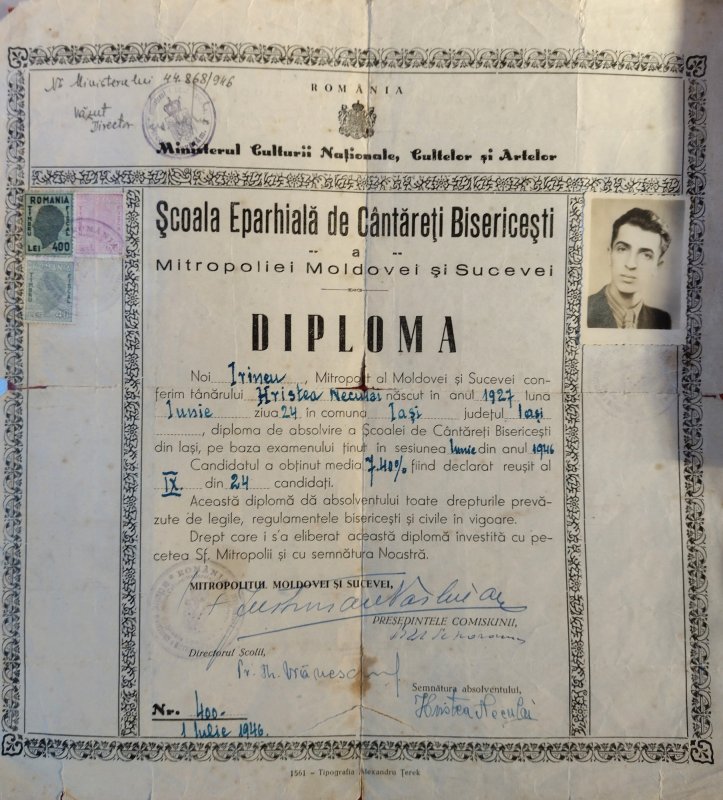 Nº Ministerului 44.868/946
Văzut
Director
ROMÂNIA
Ministerul Culturii Naționale, Cultelor și Artelor
ROMANIA
LEI 400
Școala Eparhială de Cântăreți Bisericești
-- a --
Mitropoliei Moldovei și Sucevei
DIPLOMA
Noi Irineu, Mitropolit al Moldovei și Sucevei con-
ferim tânărului Hristea Neculai născut în anul 1927 luna
Iunie ziua 24 în comuna Iași județul Iași
, diploma de absolvire a Școalei de Cântăreți Bisericești
din Iași, pe baza examenului ținut în sesiunea Iunie din anul 1946
Candidatul a obținut media 7.40% fiind declarat reușit al
IX. din 24 candidați.
Această diplomă dă absolventului toate drepturile prevă-
zute de legile, regulamentele bisericești și civile în vigoare.
Drept care i s'a eliberat această diplomă învestită cu pe-
cetea Sf. Mitropolii și cu semnătura Noastră.
MITROPOLITUL MOLDOVEI ȘI SUCEVEI,
PREȘEDINTELE COMISIUNII,
Directorul Școlii,
Pr. Th.
Semnătura absolventului,
Hristea Neculai
Nr. 400.-
1 Iulie 1946.
1561 – Tipografia Alexandru Țerek